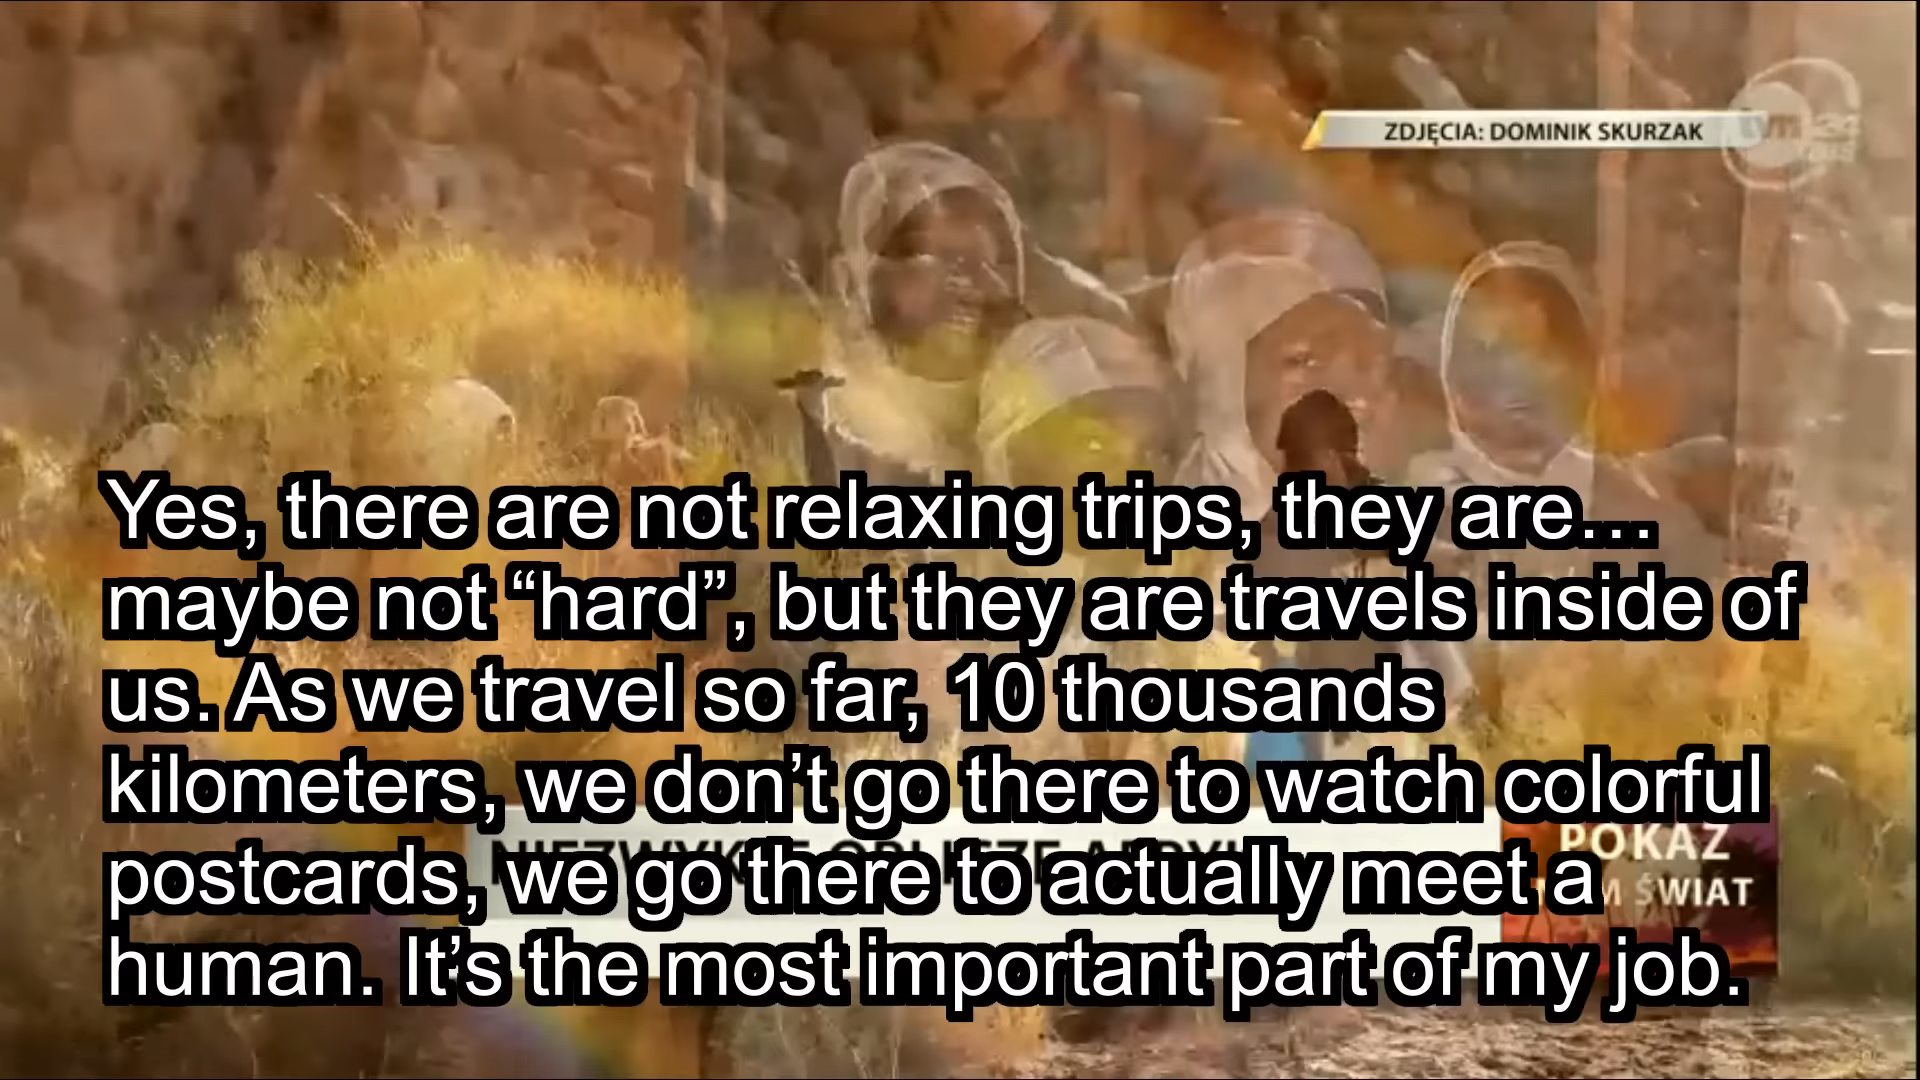 ZDJĘCIA: DOMINIK SKURZAK
Yes, there are not relaxing trips, they are…
maybe not “hard”, but they are travels inside of
us. As we travel so far, 10 thousands
kilometers, we don’t go there to watch colorful
postcards, we go there to actually meet a
human. It’s the most important part of my job.
POKAŻ
ŚWIAT